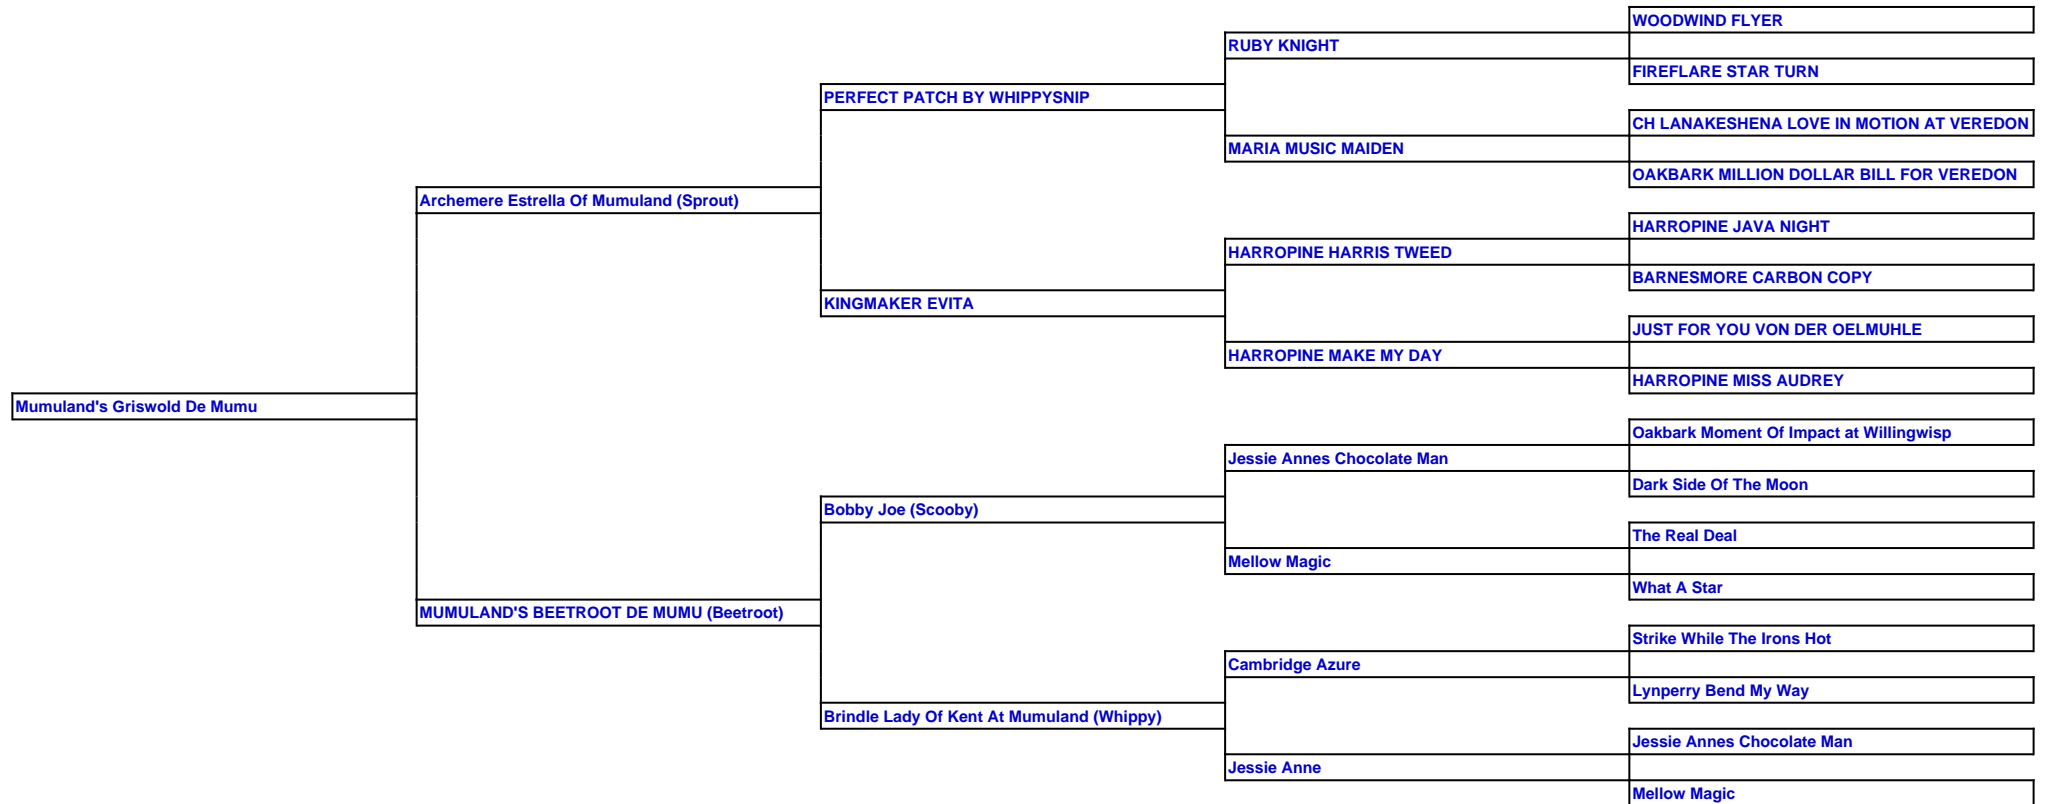 WOODWIND FLYER
RUBY KNIGHT
FIREFLARE STAR TURN
PERFECT PATCH BY WHIPPYSNIP
CH LANAKESHENA LOVE IN MOTION AT VEREDON
MARIA MUSIC MAIDEN
OAKBARK MILLION DOLLAR BILL FOR VEREDON
Archemere Estrella Of Mumuland (Sprout)
HARROPINE JAVA NIGHT
HARROPINE HARRIS TWEED
BARNESMORE CARBON COPY
KINGMAKER EVITA
JUST FOR YOU VON DER OELMUHLE
HARROPINE MAKE MY DAY
HARROPINE MISS AUDREY
Mumuland's Griswold De Mumu
Oakbark Moment Of Impact at Willingwisp
Jessie Annes Chocolate Man
Dark Side Of The Moon
Bobby Joe (Scooby)
The Real Deal
Mellow Magic
What A Star
MUMULAND'S BEETROOT DE MUMU (Beetroot)
Strike While The Irons Hot
Cambridge Azure
Lynperry Bend My Way
Brindle Lady Of Kent At Mumuland (Whippy)
Jessie Annes Chocolate Man
Jessie Anne
Mellow Magic